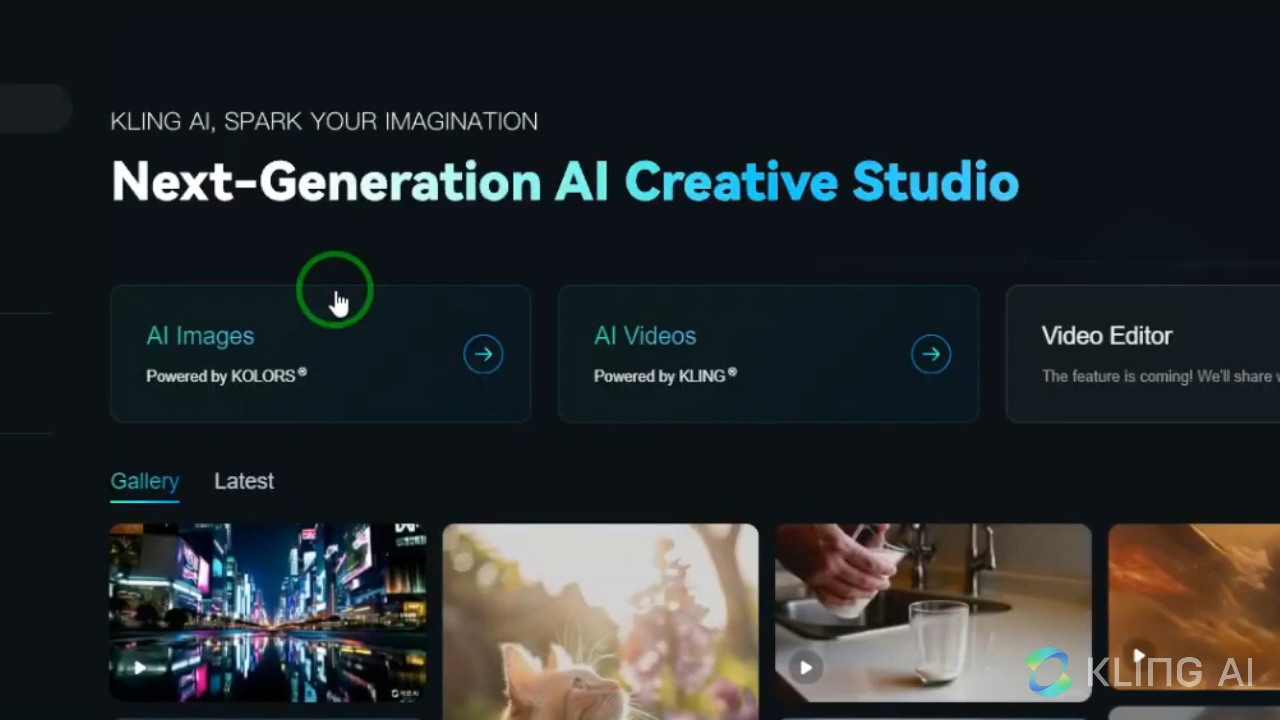 KLING AI, SPARK YOUR IMAGINATION
Next-Generation AI Creative Studio
AI Images
Powered by KOLORS®
AI Videos
Powered by KLING®
Video Editor
The feature is coming! We'll share
Gallery
Latest
KLING AI